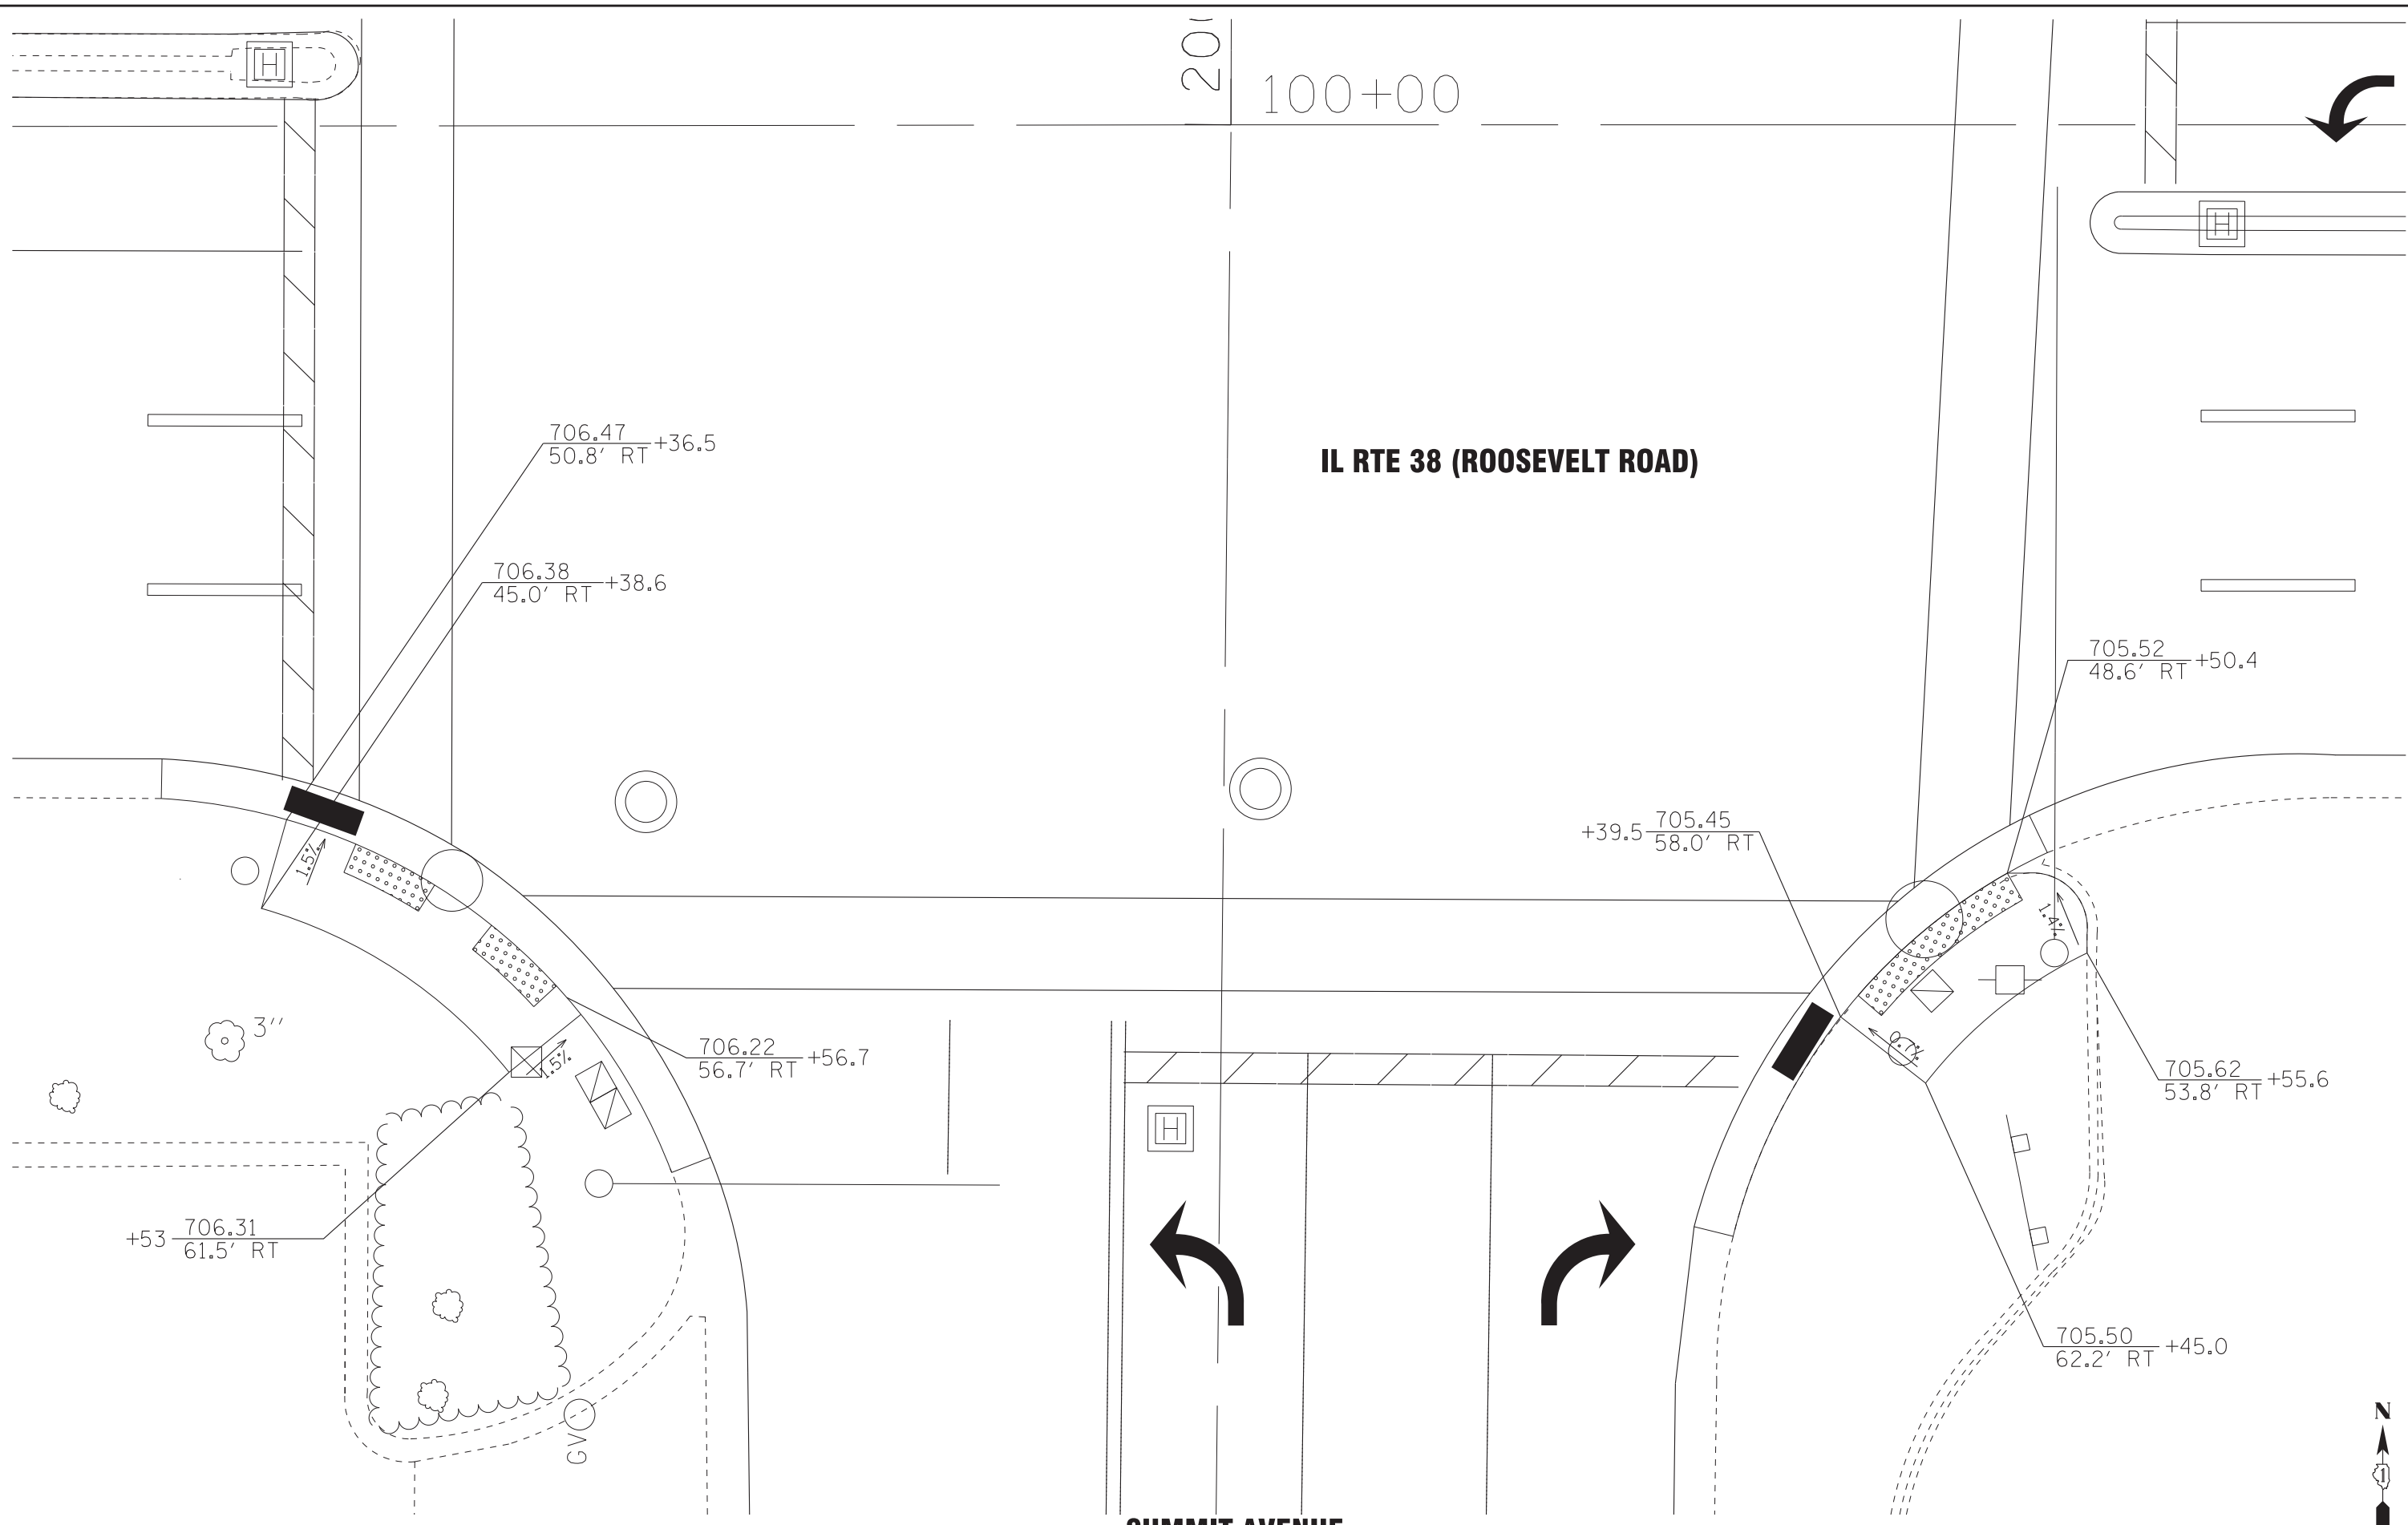 H
100+00
H
706.47
50.8' RT +36.5
IL RTE 38 (ROOSEVELT ROAD)
706.38
45.0' RT +38.6
705.52
48.6' RT +50.4
+39.5 705.45
58.0' RT
1.5%
1.4%
3''
706.22
56.7' RT +56.7
0.7%
1.5%
705.62
53.8' RT +55.6
H
+53 706.31
61.5' RT
705.50
62.2' RT +45.0
GV
N
1
SUMMIT AVENUE